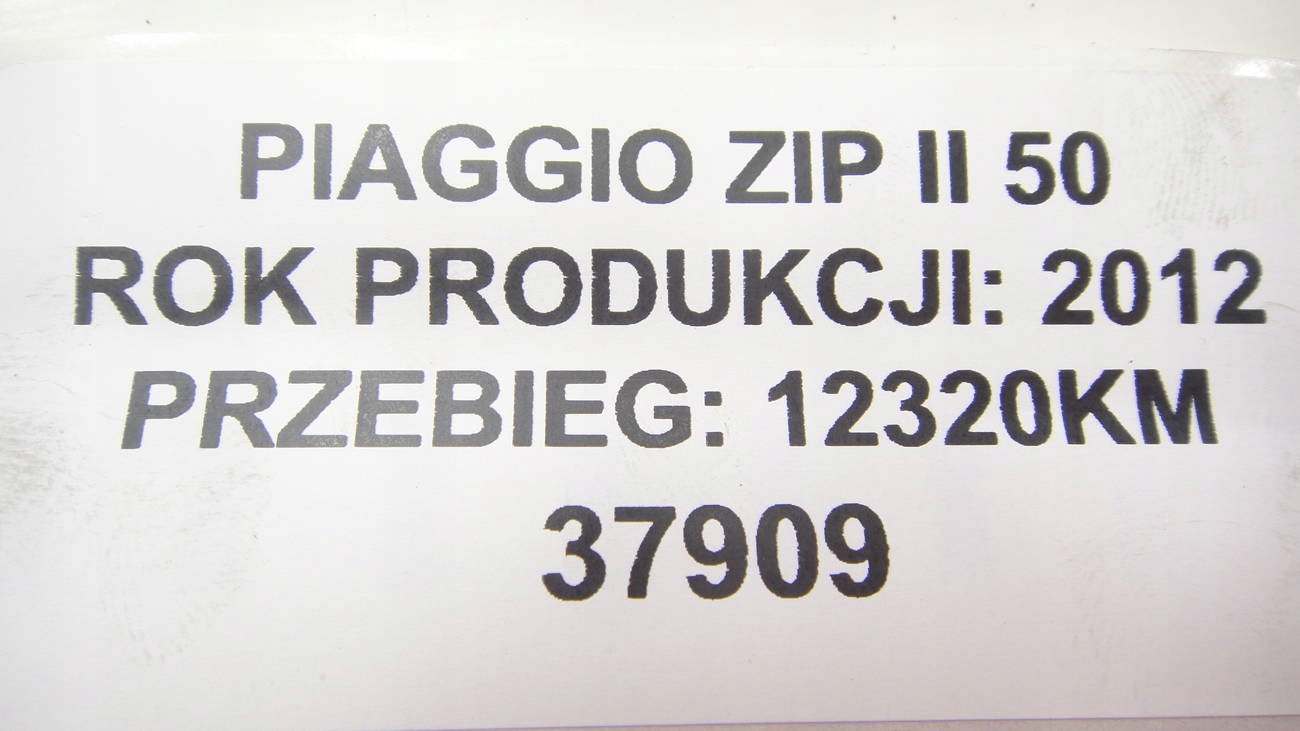 PIAGGIO ZIP II 50
ROK PRODUKCJI: 2012
PRZEBIEG: 12320KM
37909